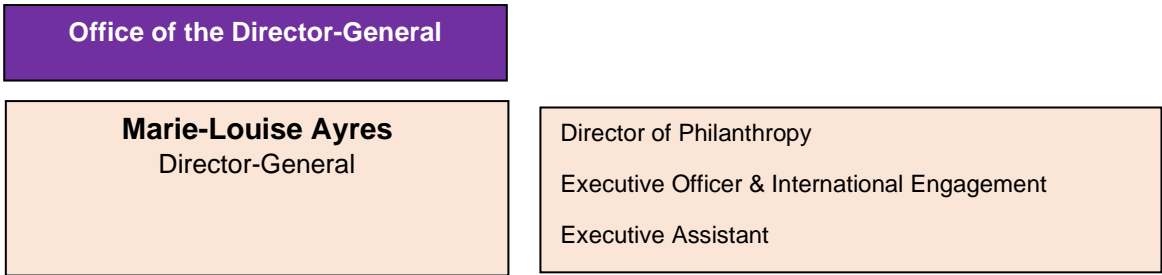 Office of the Director-General
Marie-Louise Ayres
Director-General
Director of Philanthropy
Executive Officer & International Engagement
Executive Assistant